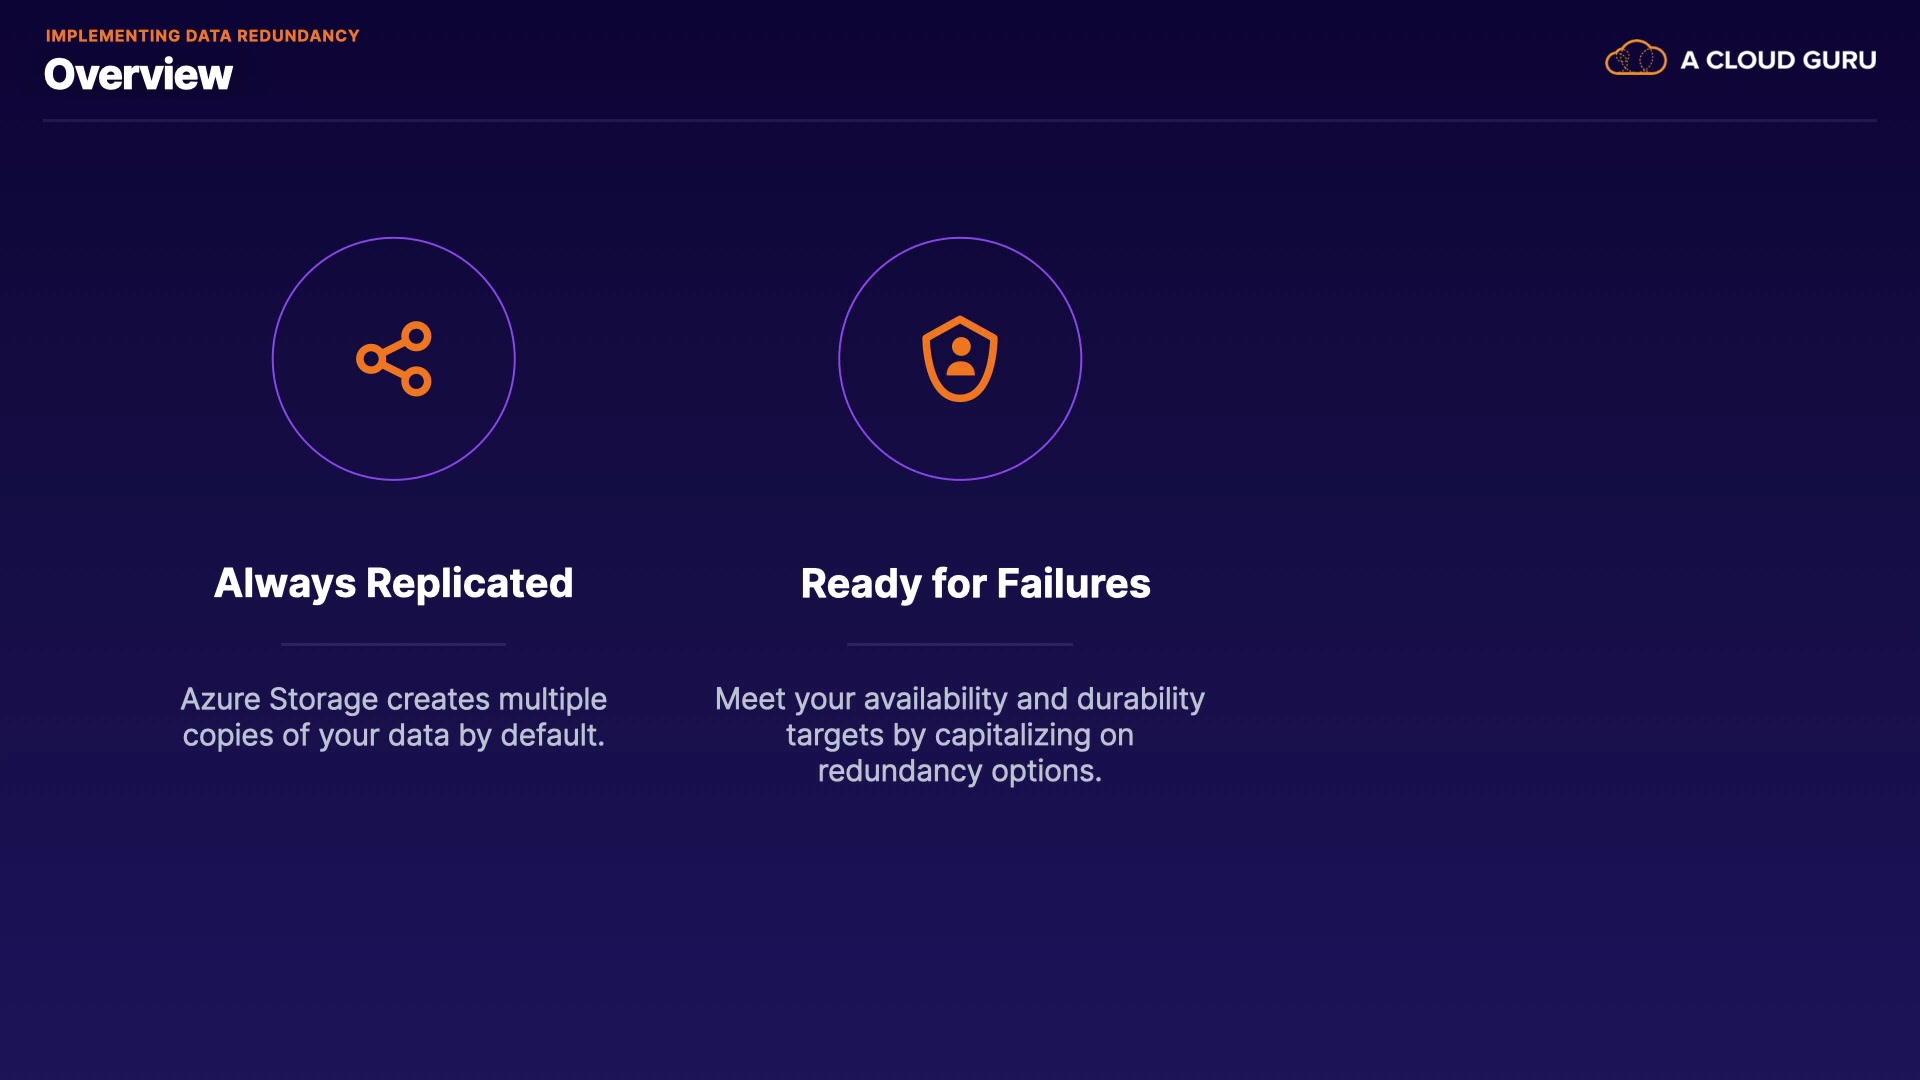 IMPLEMENTING DATA REDUNDANCY
Overview
A CLOUD GURU
Always Replicated
Azure Storage creates multiple
copies of your data by default.
Ready for Failures
Meet your availability and durability
targets by capitalizing on
redundancy options.